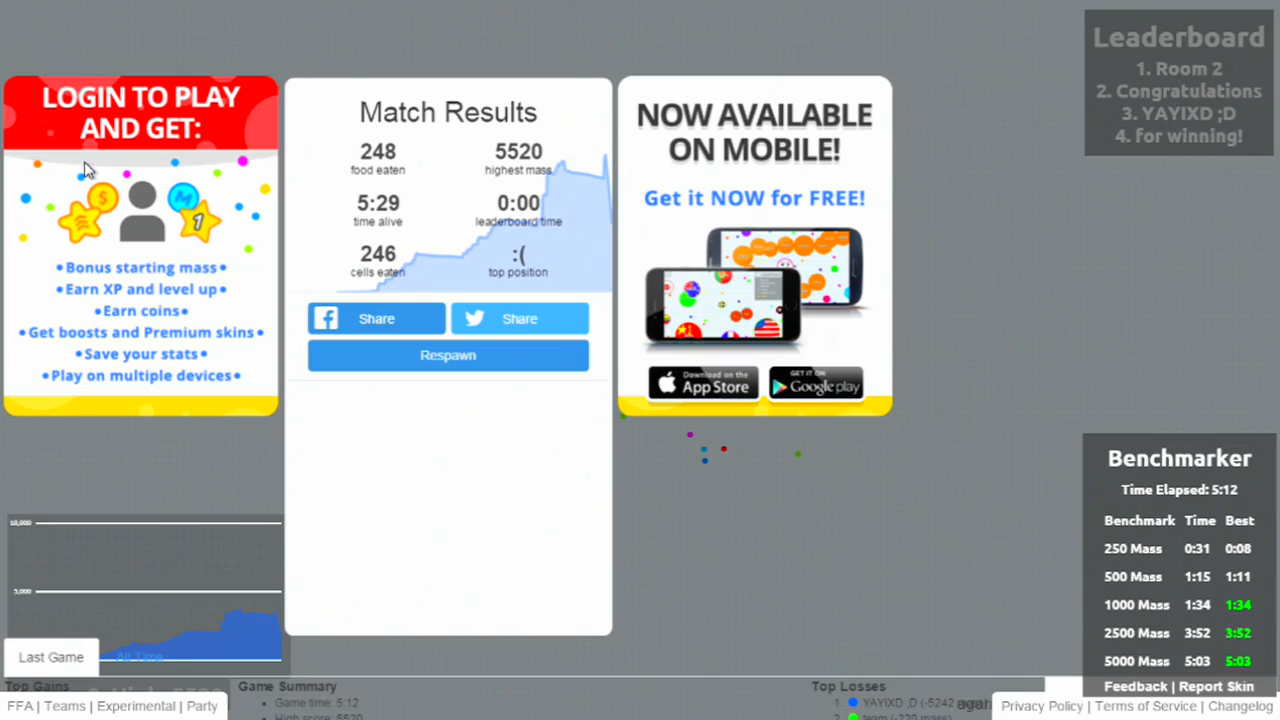 Leaderboard
1. Room 2
2. Congratulations
3. YAYIXD ;D
4. for winning!
LOGIN TO PLAY
AND GET:
$
M
1
•Bonus starting mass•
•Earn XP and level up•
•Earn coins•
•Get boosts and Premium skins•
•Save your stats•
•Play on multiple devices•
Match Results
248 5520
food eaten highest mass
5:29 0:00
time alive leaderboard time
246 :(
cells eaten top position
Share Share
Respawn
NOW AVAILABLE
ON MOBILE!
Get it NOW for FREE!
Download on the
App Store
GET IT ON
Google play
10,000
5,000
Last Game All Time
Benchmarker
Time Elapsed: 5:12
Benchmark Time Best
250 Mass 0:31 0:08
500 Mass 1:15 1:11
1000 Mass 1:34 1:34
2500 Mass 3:52 3:52
5000 Mass 5:03 5:03
Feedback | Report Skin
Top Gains Game Summary Top Losses
• Game time: 5:12
• High score: 5520
1. YAYIXD ;D (-5242
2. team (-220 mass)
FFA | Teams | Experimental | Party
Privacy Policy | Terms of Service | Changelog